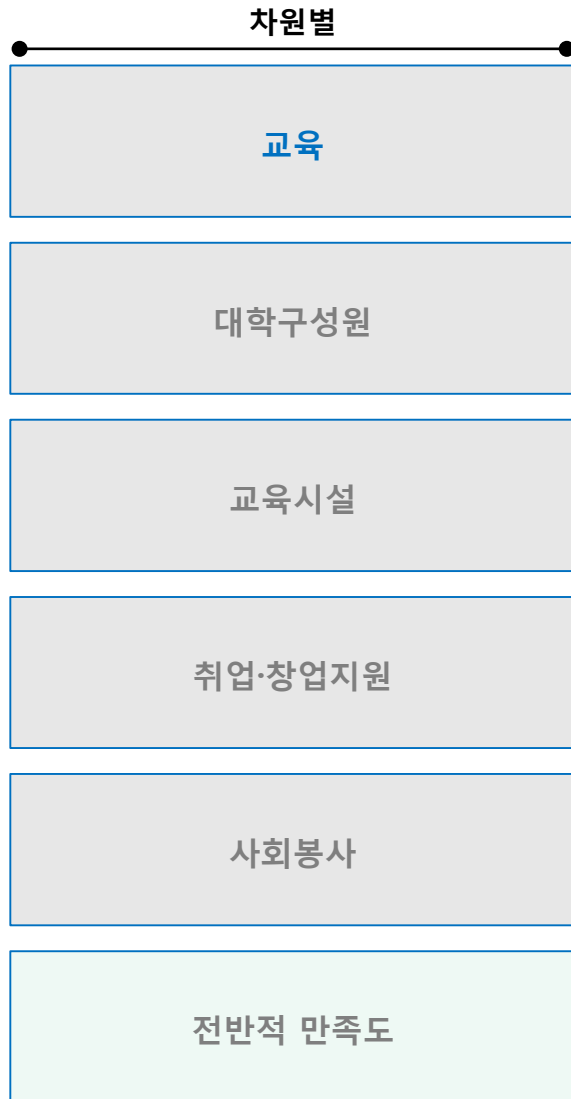 차원별
교육
대학구성원
교육시설
취업·창업지원
사회봉사
전반적 만족도